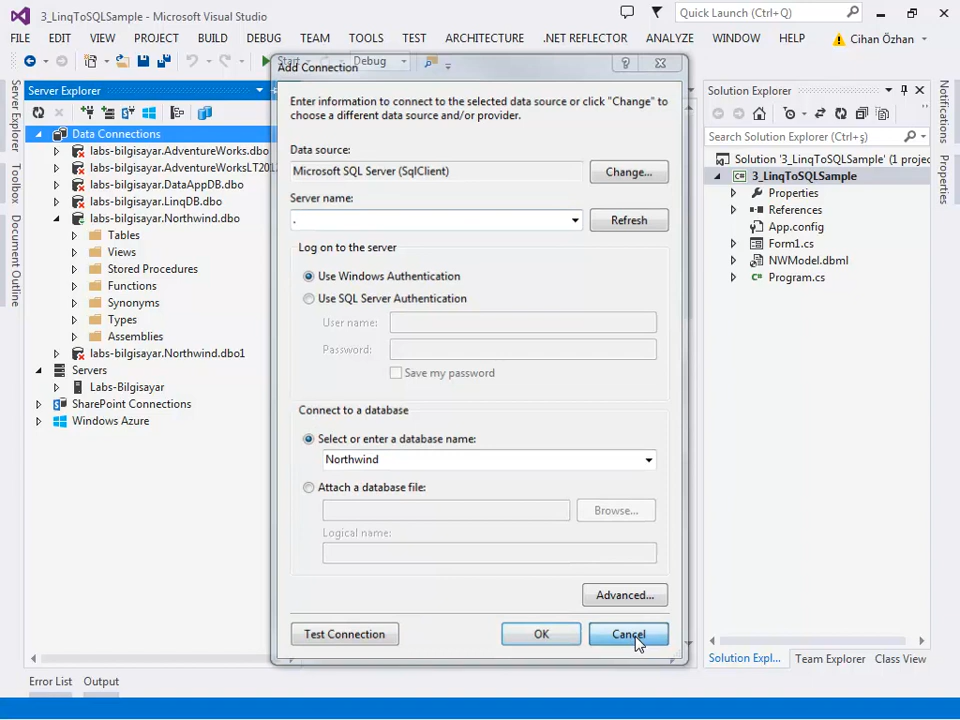 3_LinqToSQLSample - Microsoft Visual Studio
Quick Launch (Ctrl+Q)
FILE EDIT VIEW PROJECT BUILD DEBUG TEAM TOOLS TEST ARCHITECTURE .NET REFLECTOR ANALYZE WINDOW HELP Cihan Özhan
Start Debug
Server Explorer
Toolbox
Document Outline
Server Explorer
Data Connections
labs-bilgisayar.AdventureWorks.dbo
labs-bilgisayar.AdventureWorksLT201
labs-bilgisayar.DataAppDB.dbo
labs-bilgisayar.LinqDB.dbo
labs-bilgisayar.Northwind.dbo
Tables
Views
Stored Procedures
Functions
Synonyms
Types
Assemblies
labs-bilgisayar.Northwind.dbo1
Servers
Labs-Bilgisayar
SharePoint Connections
Windows Azure
Add Connection
Enter information to connect to the selected data source or click "Change" to
choose a different data source and/or provider.
Data source:
Microsoft SQL Server (SqlClient)
Change...
Server name:
.
Refresh
Log on to the server
Use Windows Authentication
Use SQL Server Authentication
User name:
Password:
Save my password
Connect to a database
Select or enter a database name:
Northwind
Attach a database file:
Browse...
Logical name:
Advanced...
Test Connection OK Cancel
Solution Explorer
Search Solution Explorer (Ctrl+ş)
Solution '3_LinqToSQLSample' (1 projec
3_LinqToSQLSample
Properties
References
App.config
Form1.cs
NWModel.dbml
Program.cs
Solution Expl... Team Explorer Class View
Notifications
Properties
Error List Output